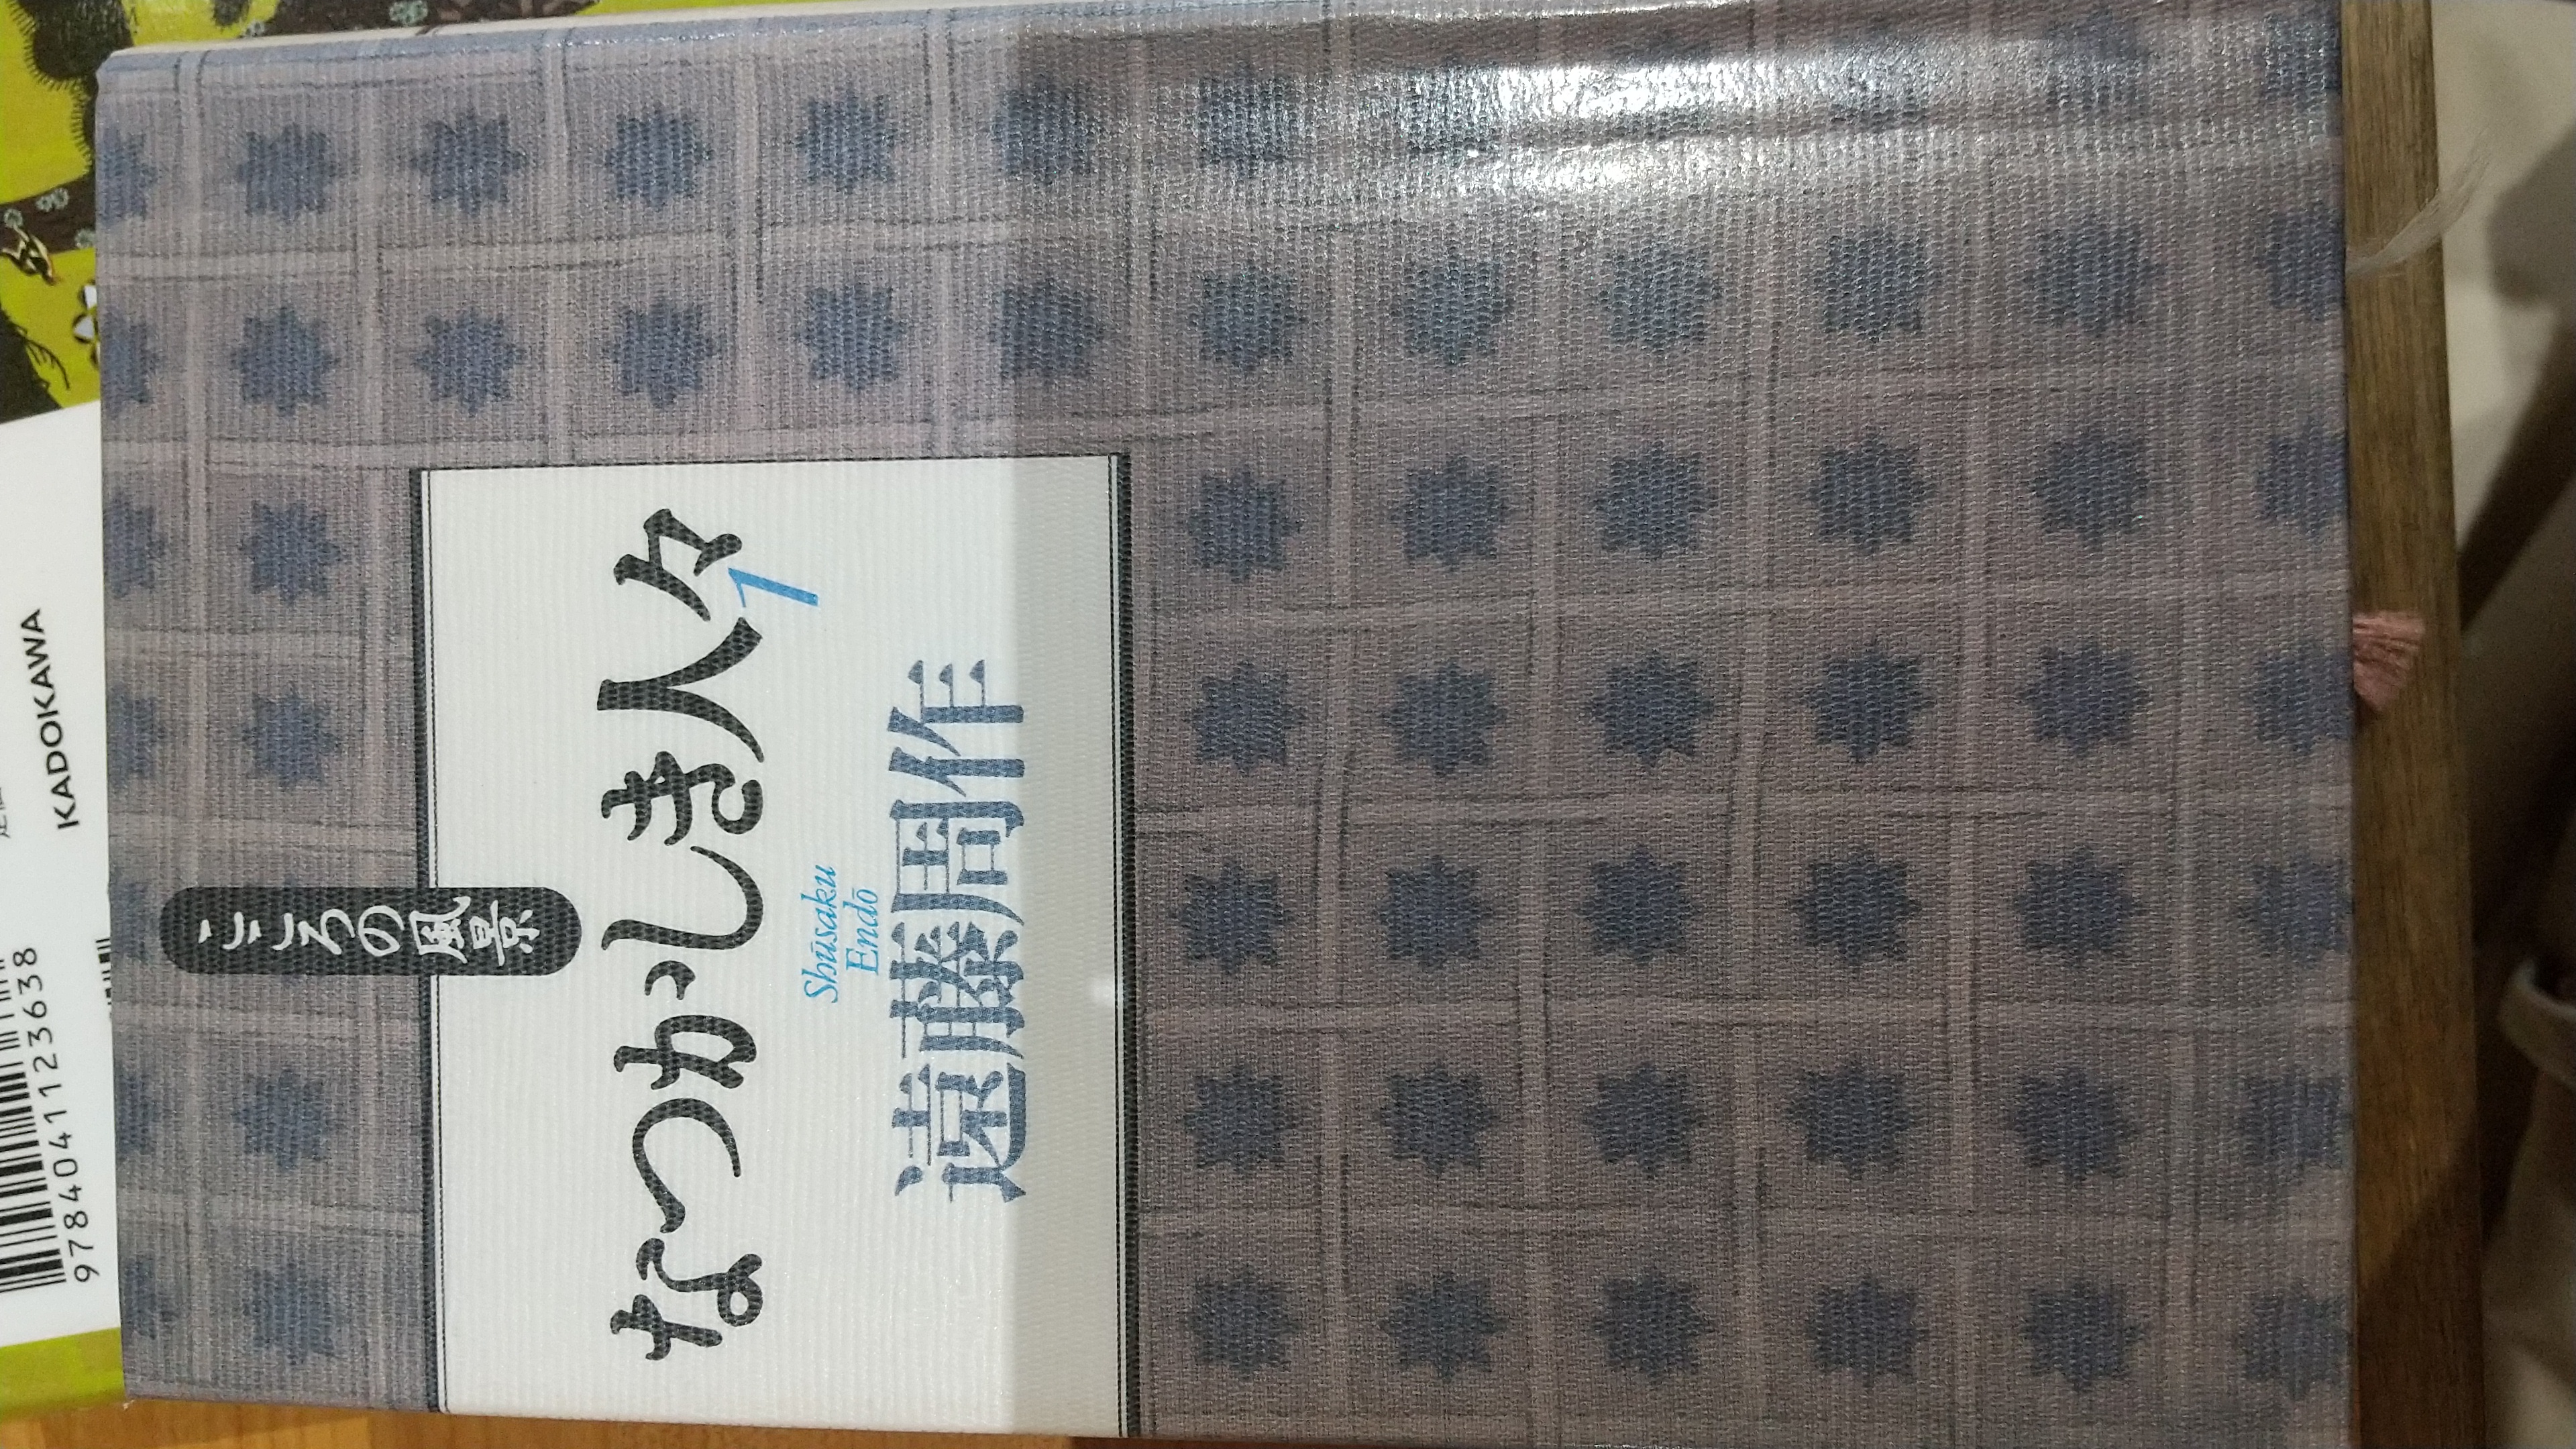 こころの風景
なつかしき人々
1
Shūsaku
Endō
遠藤周作
KADOKAWA
9784041123638